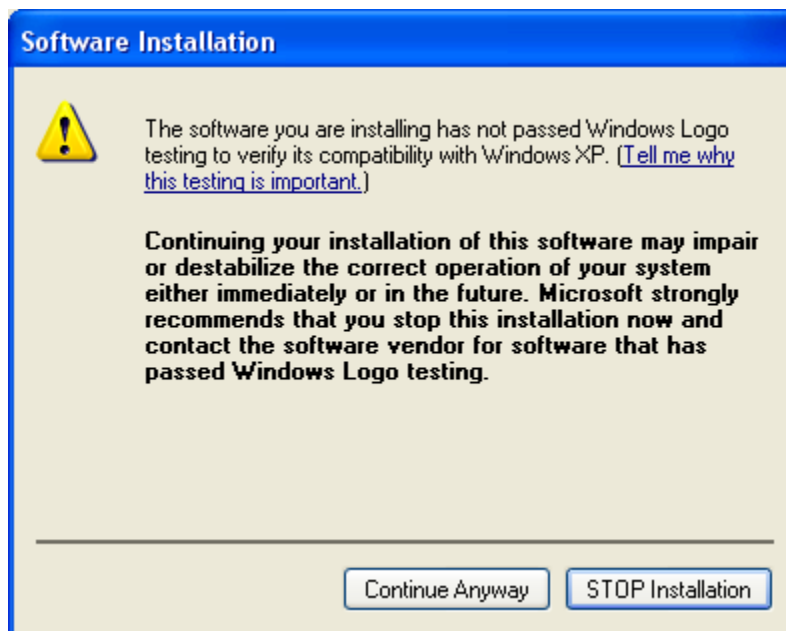 Software Installation
The software you are installing has not passed Windows Logo
testing to verify its compatibility with Windows XP. (Tell me why
this testing is important.)
Continuing your installation of this software may impair
or destabilize the correct operation of your system
either immediately or in the future. Microsoft strongly
recommends that you stop this installation now and
contact the software vendor for software that has
passed Windows Logo testing.
Continue Anyway
STOP Installation